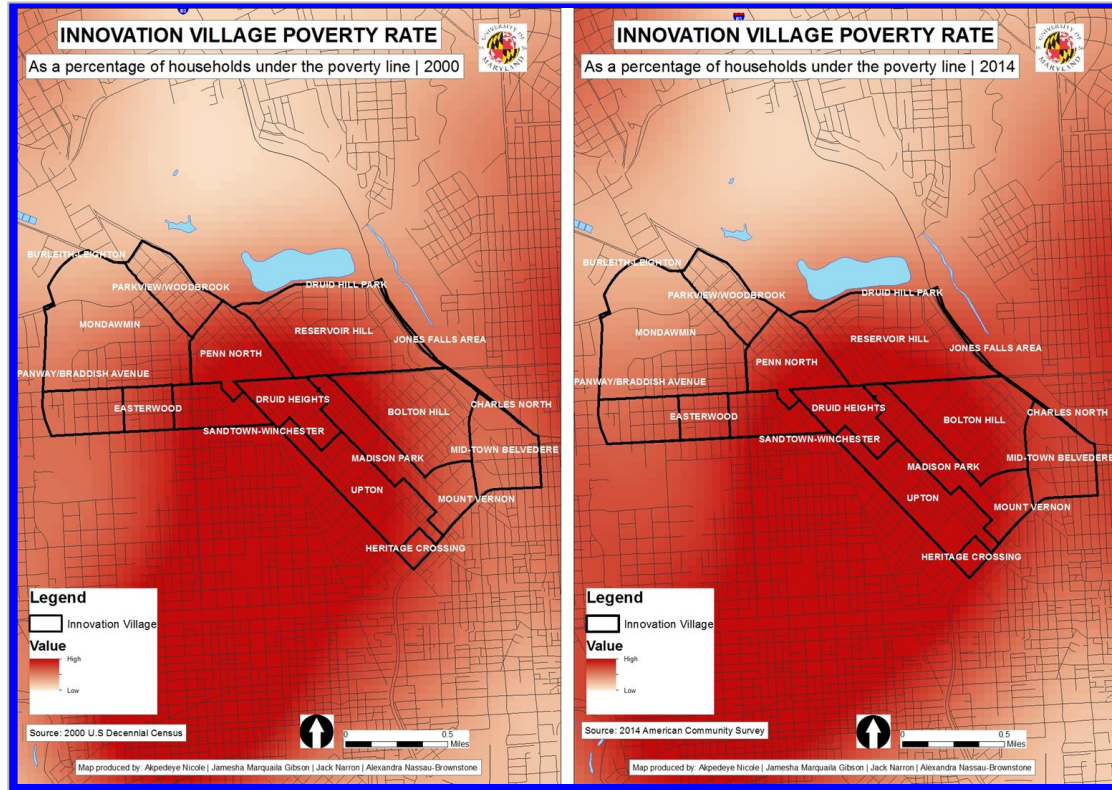 INNOVATION VILLAGE POVERTY RATE
As a percentage of households under the poverty line | 2000
UNIVERSITY OF
MARYLAND
BURLEITH-LEIGHTON
PARKVIEW/WOODBROOK
DRUID HILL PARK
MONDAWMIN
RESERVOIR HILL
JONES FALLS AREA
PENN NORTH
PANWAY/BRADDISH AVENUE
DRUID HEIGHTS
EASTERWOOD
CHARLES NORTH
BOLTON HILL
SANDTOWN-WINCHESTER
MID-TOWN BELVEDERE
MADISON PARK
UPTON
MOUNT VERNON
HERITAGE CROSSING
Legend
Innovation Village
Value
High
Low
Source: 2000 U.S Decennial Census
0 0.5
Miles
Map produced by: Akpedeye Nicole | Jamesha Marquaila Gibson | Jack Narron | Alexandra Nassau-Brownstone
INNOVATION VILLAGE POVERTY RATE
As a percentage of households under the poverty line | 2014
UNIVERSITY OF
MARYLAND
BURLEITH-LEIGHTON
PARKVIEW/WOODBROOK
DRUID HILL PARK
MONDAWMIN
RESERVOIR HILL
JONES FALLS AREA
PENN NORTH
PANWAY/BRADDISH AVENUE
DRUID HEIGHTS
EASTERWOOD
CHARLES NORTH
BOLTON HILL
SANDTOWN-WINCHESTER
MID-TOWN BELVEDERE
MADISON PARK
UPTON
MOUNT VERNON
HERITAGE CROSSING
Legend
Innovation Village
Value
High
Low
Source: 2014 American Community Survey
0 0.5
Miles
Map produced by: Akpedeye Nicole | Jamesha Marquaila Gibson | Jack Narron | Alexandra Nassau-Brownstone